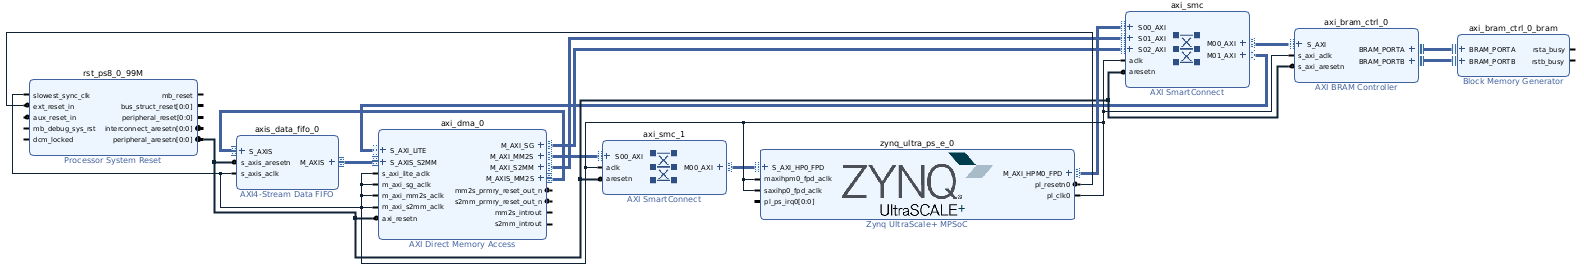 rst_ps8_0_99M
slowest_sync_clk
ext_reset_in
aux_reset_in
mb_debug_sys_rst
dcm_locked
mb_reset
bus_struct_reset[0:0]
peripheral_reset[0:0]
interconnect_aresetn[0:0]
peripheral_aresetn[0:0]
Processor System Reset
axis_data_fifo_0
S_AXIS
s_axis_aresetn
s_axis_aclk
M_AXIS
AXI4-Stream Data FIFO
axi_dma_0
S_AXI_LITE
S_AXIS_S2MM
s_axi_lite_aclk
m_axi_sg_aclk
m_axi_mm2s_aclk
m_axi_s2mm_aclk
axi_resetn
M_AXI_SG
M_AXI_MM2S
M_AXI_S2MM
M_AXIS_MM2S
mm2s_prmry_reset_out_n
s2mm_prmry_reset_out_n
mm2s_introut
s2mm_introut
AXI Direct Memory Access
axi_smc_1
S00_AXI
aclk
aresetn
M00_AXI
AXI SmartConnect
zynq_ultra_ps_e_0
S_AXI_HP0_FPD
maxihpm0_fpd_aclk
saxihp0_fpd_aclk
pl_ps_irq0[0:0]
ZYNQ
UltraSCALE+
M_AXI_HPM0_FPD
pl_resetn0
pl_clk0
Zynq UltraScale+ MPSoC
axi_smc
S00_AXI
S01_AXI
S02_AXI
aclk
aresetn
M00_AXI
M01_AXI
AXI SmartConnect
axi_bram_ctrl_0
S_AXI
s_axi_aclk
s_axi_aresetn
BRAM_PORTA
BRAM_PORTB
AXI BRAM Controller
axi_bram_ctrl_0_bram
BRAM_PORTA
BRAM_PORTB
rsta_busy
rstb_busy
Block Memory Generator